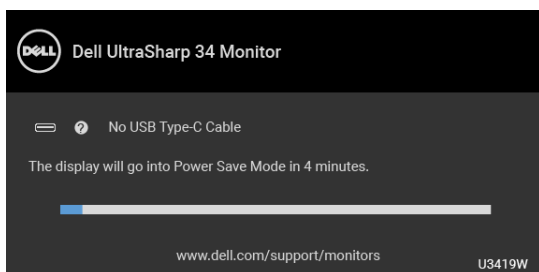 DELL
Dell UltraSharp 34 Monitor
? No USB Type-C Cable
The display will go into Power Save Mode in 4 minutes.
www.dell.com/support/monitors
U3419W